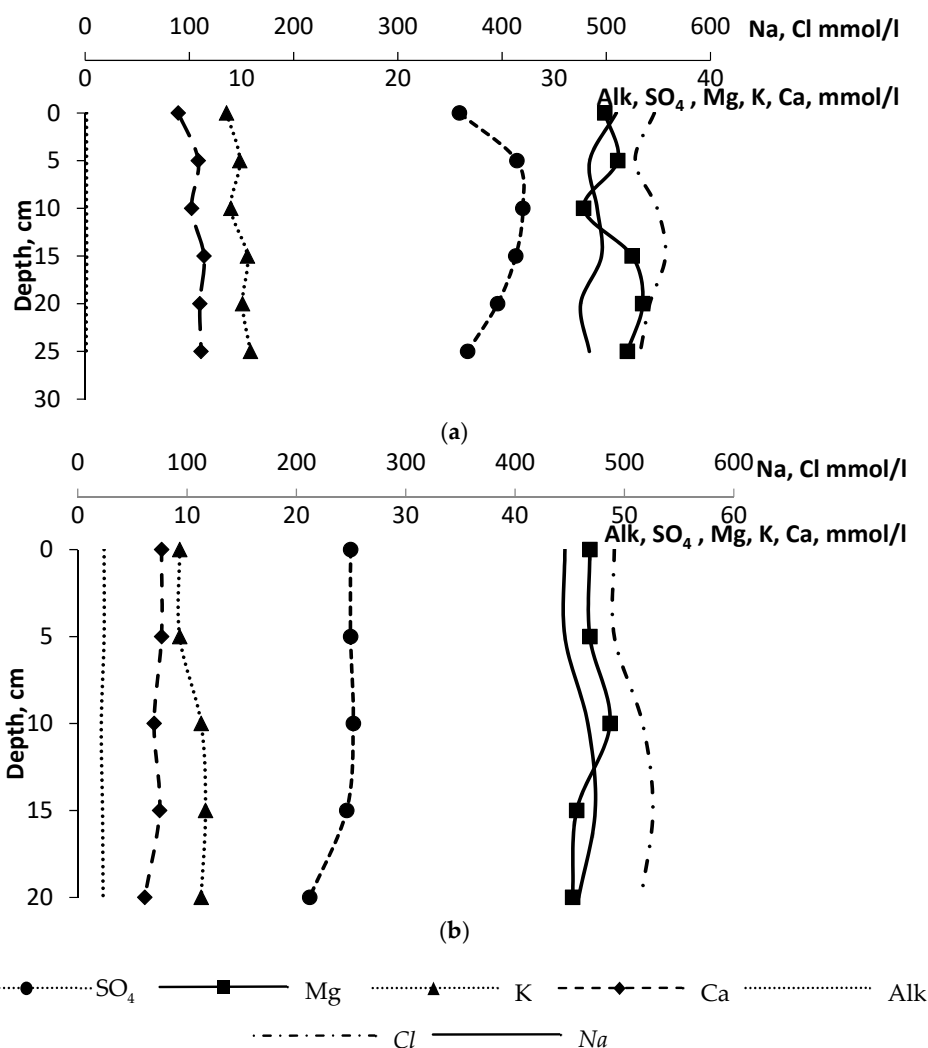 0 100 200 300 400 500 600 Na, Cl mmol/l
0 10 20 30 40
Alk, SO₄ , Mg, K, Ca, mmol/l
0
5
10
15
20
25
30
Depth, cm
(a)
0 100 200 300 400 500 600 Na, Cl mmol/l
0 10 20 30 40 50 60
Alk, SO₄ , Mg, K, Ca, mmol/l
0
5
10
15
20
Depth, cm
(b)
SO₄ Mg K Ca Alk
Cl Na